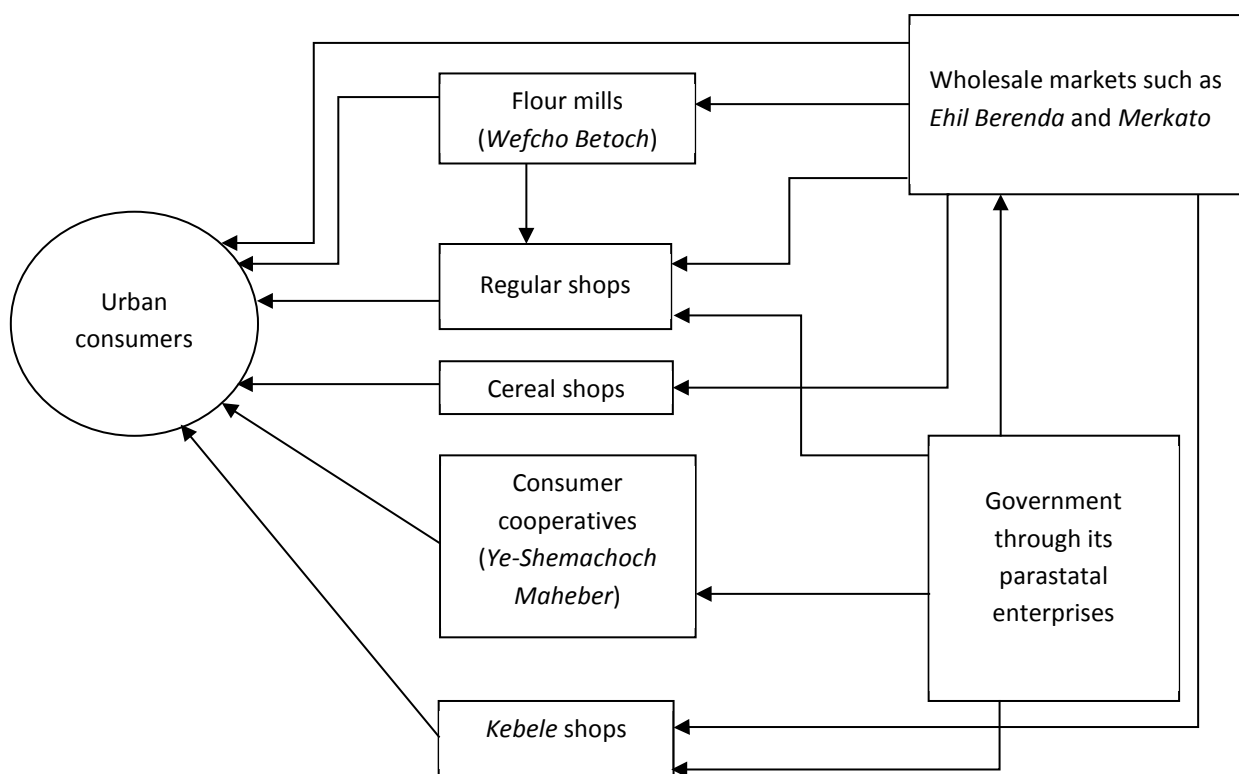 Wholesale markets such as
Ehil Berenda and Merkato
Flour mills
(Wefcho Betoch)
Regular shops
Urban
consumers
Cereal shops
Consumer
cooperatives
(Ye-Shemachoch
Maheber)
Government
through its
parastatal
enterprises
Kebele shops